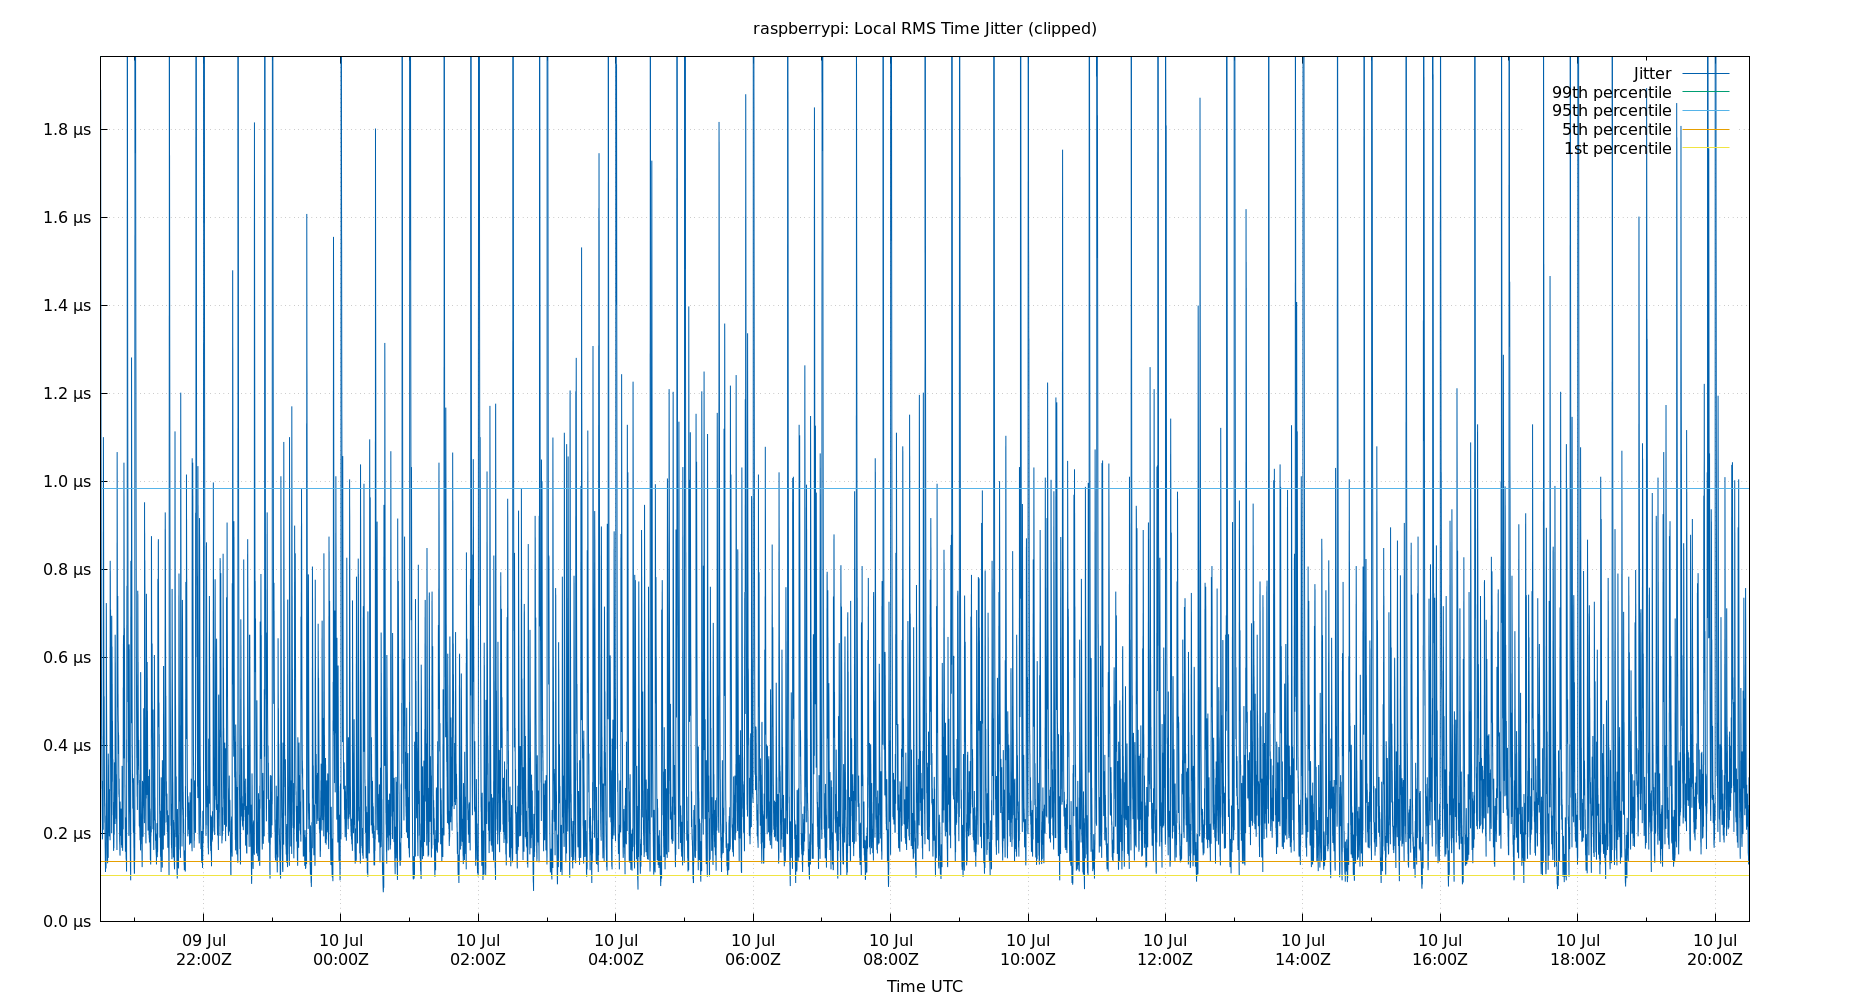 raspberrypi: Local RMS Time Jitter (clipped)
Jitter
99th percentile
95th percentile
5th percentile
1st percentile
1.8 µs
1.6 µs
1.4 µs
1.2 µs
1.0 µs
0.8 µs
0.6 µs
0.4 µs
0.2 µs
0.0 µs
09 Jul 10 Jul 10 Jul 10 Jul 10 Jul 10 Jul 10 Jul 10 Jul 10 Jul 10 Jul 10 Jul 10 Jul
22:00Z 00:00Z 02:00Z 04:00Z 06:00Z 08:00Z 10:00Z 12:00Z 14:00Z 16:00Z 18:00Z 20:00Z
Time UTC